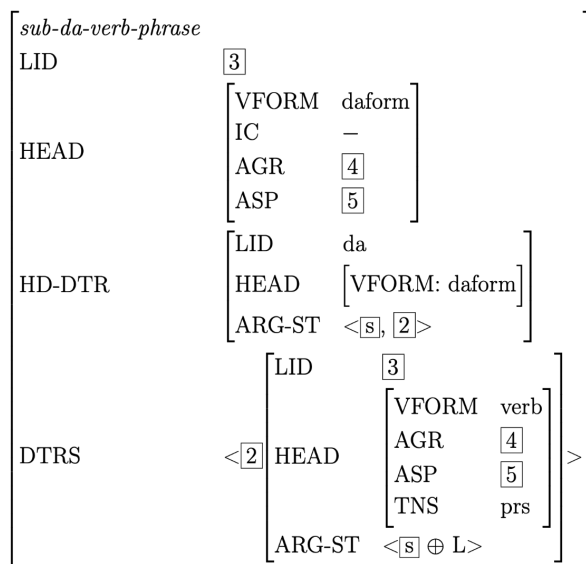 sub-da-verb-phrase
LID 3
HEAD
VFORM daform
IC −
AGR 4
ASP 5
HD-DTR
LID da
HEAD [VFORM: daform]
ARG-ST <s, 2>
DTRS <2
LID 3
HEAD
VFORM verb
AGR 4
ASP 5
TNS prs
ARG-ST <s ⊕ L>
>